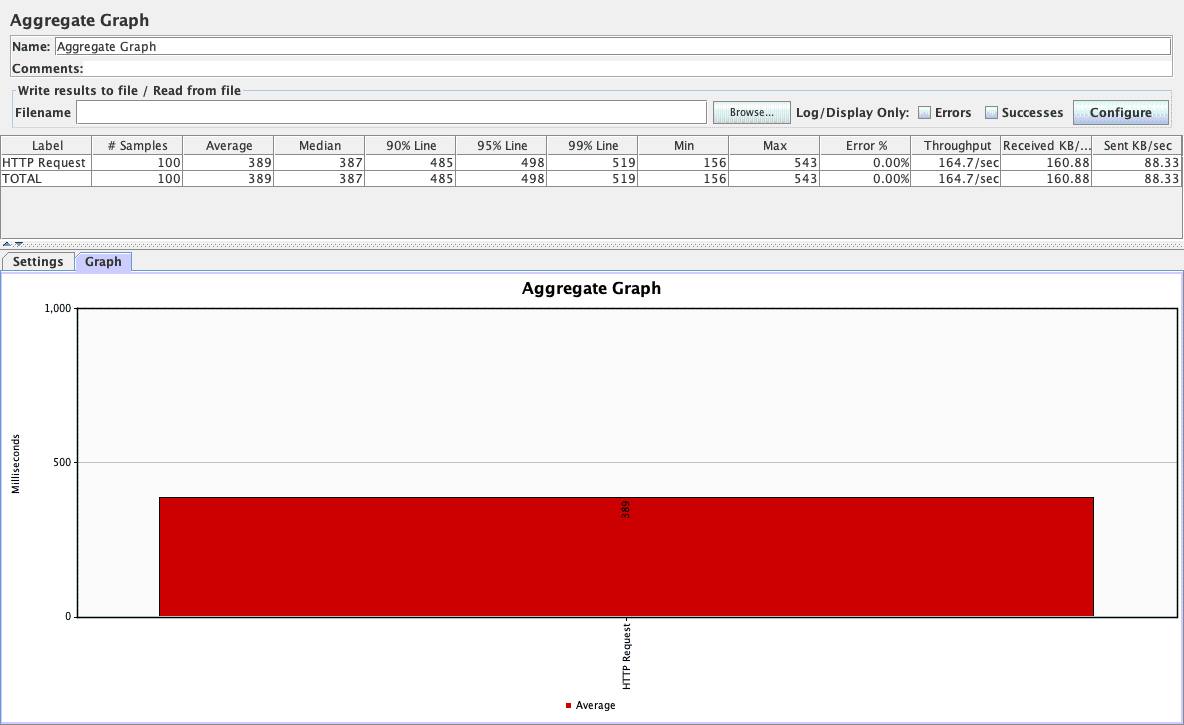 Aggregate Graph
Name: Aggregate Graph
Comments:
Write results to file / Read from file
Filename Browse... Log/Display Only: Errors Successes Configure
Label # Samples Average Median 90% Line 95% Line 99% Line Min Max Error % Throughput Received KB/... Sent KB/sec
HTTP Request 100 389 387 485 498 519 156 543 0.00% 164.7/sec 160.88 88.33
TOTAL 100 389 387 485 498 519 156 543 0.00% 164.7/sec 160.88 88.33
Settings Graph
Aggregate Graph
1,000
500
0
Milliseconds
389
HTTP Request
Average